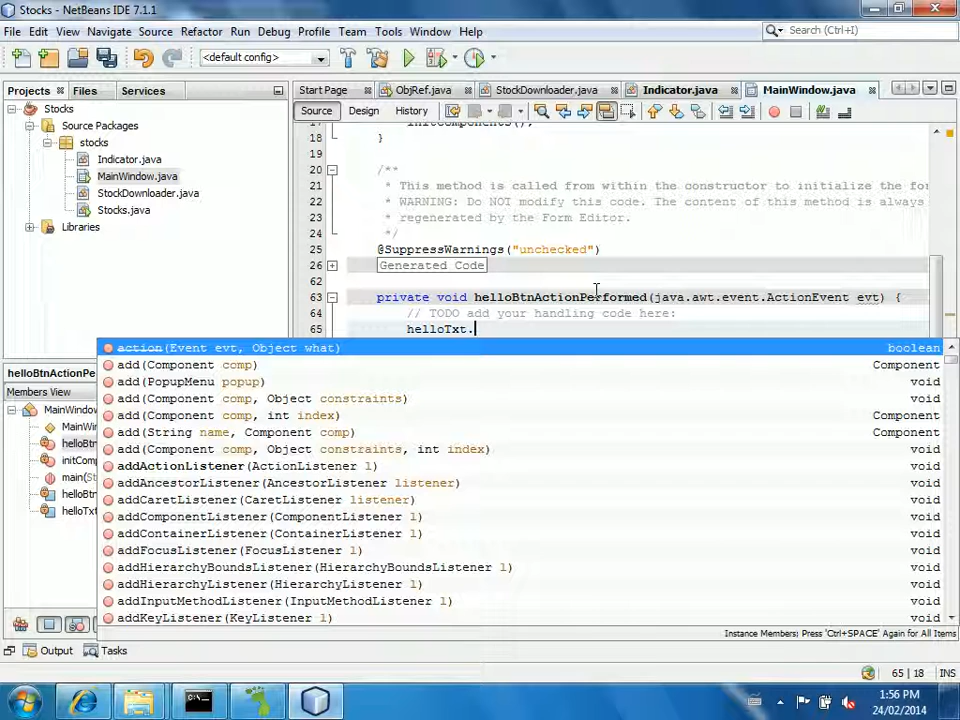 Stocks - NetBeans IDE 7.1.1
File Edit View Navigate Source Refactor Run Debug Profile Team Tools Window Help
Search (Ctrl+I)
<default config>
Projects Files Services
Start Page ObjRef.java StockDownloader.java Indicator.java MainWindow.java
Source Design History
Stocks
Source Packages
stocks
Indicator.java
MainWindow.java
StockDownloader.java
Stocks.java
Libraries
18 }
19
20 /**
21 * This method is called from within the constructor to initialize the fo
22 * WARNING: Do NOT modify this code. The content of this method is always
23 * regenerated by the Form Editor.
24 */
25 @SuppressWarnings("unchecked")
26 Generated Code
62
63 private void helloBtnActionPerformed(java.awt.event.ActionEvent evt) {
64 // TODO add your handling code here:
65 helloTxt.
helloBtnActionPe
Members View
MainWindow
MainWi
helloBtn
initComp
main(St
helloBt
helloTxt
action(Event evt, Object what) boolean
add(Component comp) Component
add(PopupMenu popup) void
add(Component comp, Object constraints) void
add(Component comp, int index) Component
add(String name, Component comp) Component
add(Component comp, Object constraints, int index) void
addActionListener(ActionListener l) void
addAncestorListener(AncestorListener listener) void
addCaretListener(CaretListener listener) void
addComponentListener(ComponentListener l) void
addContainerListener(ContainerListener l) void
addFocusListener(FocusListener l) void
addHierarchyBoundsListener(HierarchyBoundsListener l) void
addHierarchyListener(HierarchyListener l) void
addInputMethodListener(InputMethodListener l) void
addKeyListener(KeyListener l) void
Instance Members; Press 'Ctrl+SPACE' Again for All Items
Output Tasks
65 | 18 INS
1:56 PM
24/02/2014